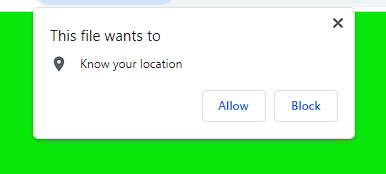 This file wants to
Know your location
Allow Block